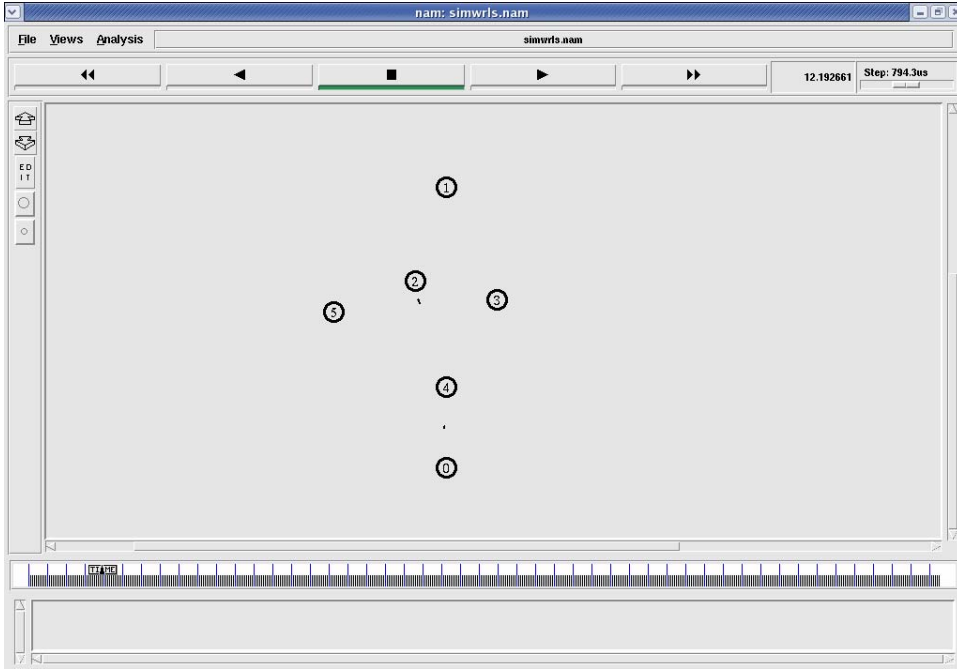 nam: simwrls.nam
File Views Analysis simwrls.nam
12.192661 Step: 794.3us
ED
IT
1
2
3
5
4
0
TIME